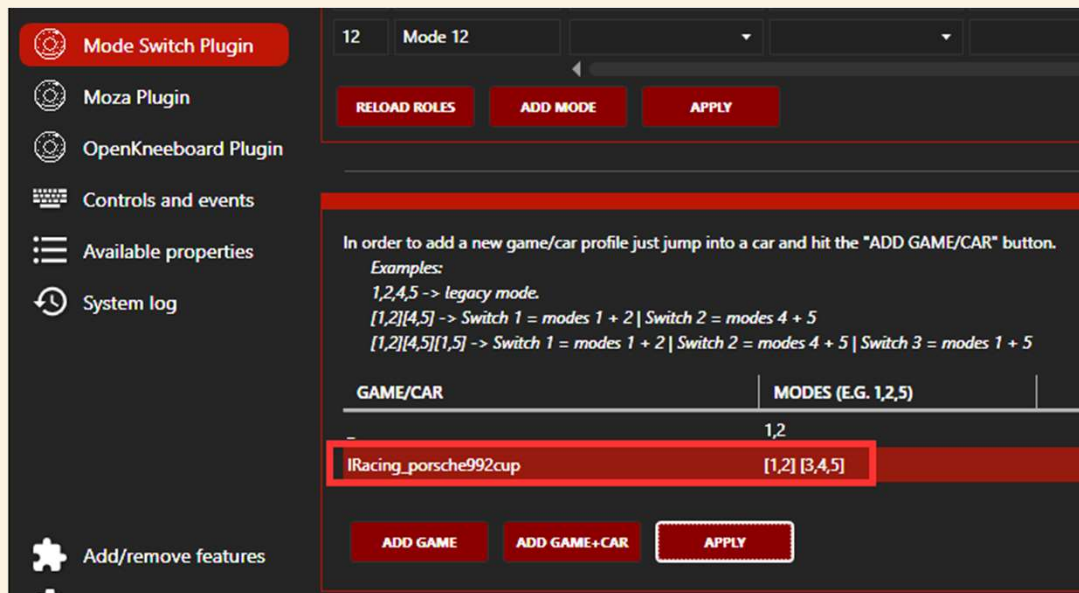 Mode Switch Plugin
Moza Plugin
OpenKneeboard Plugin
Controls and events
Available properties
System log
Add/remove features
12 Mode 12
RELOAD ROLES ADD MODE APPLY
In order to add a new game/car profile just jump into a car and hit the "ADD GAME/CAR" button.
Examples:
1,2,4,5 -> legacy mode.
[1,2][4,5] -> Switch 1 = modes 1 + 2 | Switch 2 = modes 4 + 5
[1,2][4,5][1,5] -> Switch 1 = modes 1 + 2 | Switch 2 = modes 4 + 5 | Switch 3 = modes 1 + 5
GAME/CAR MODES (E.G. 1,2,5)
_ 1,2
IRacing_porsche992cup [1,2] [3,4,5]
ADD GAME ADD GAME+CAR APPLY